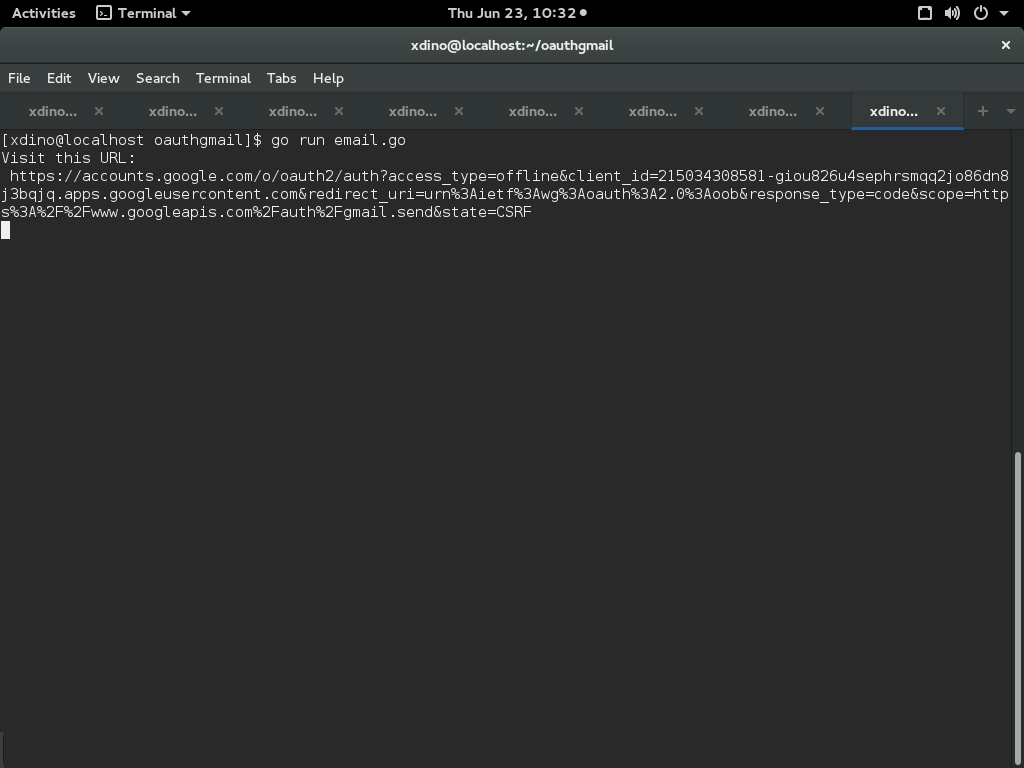 Activities Terminal Thu Jun 23, 10:32
xdino@localhost:~/oauthgmail
File Edit View Search Terminal Tabs Help
xdino... xdino... xdino... xdino... xdino... xdino... xdino... xdino...
[xdino@localhost oauthgmail]$ go run email.go
Visit this URL:
https://accounts.google.com/o/oauth2/auth?access_type=offline&client_id=215034308581-giou826u4sephrsmqq2jo86dn8
j3bqjq.apps.googleusercontent.com&redirect_uri=urn%3Aietf%3Awg%3Aoauth%3A2.0%3Aoob&response_type=code&scope=http
s%3A%2F%2Fwww.googleapis.com%2Fauth%2Fgmail.send&state=CSRF